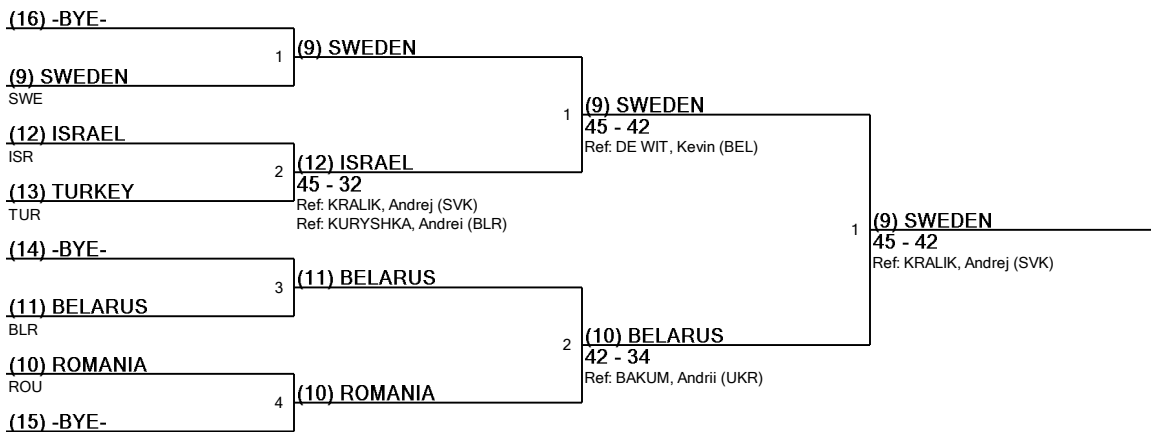 (16) -BYE-
1
(9) SWEDEN
(9) SWEDEN
SWE
1
(9) SWEDEN
45 - 42
Ref: DE WIT, Kevin (BEL)
(12) ISRAEL
ISR
2
(12) ISRAEL
45 - 32
Ref: KRALIK, Andrej (SVK)
Ref: KURYSHKA, Andrei (BLR)
(13) TURKEY
TUR
1
(9) SWEDEN
45 - 42
Ref: KRALIK, Andrej (SVK)
(14) -BYE-
3
(11) BELARUS
(11) BELARUS
BLR
2
(10) BELARUS
42 - 34
Ref: BAKUM, Andrii (UKR)
(10) ROMANIA
ROU
4
(10) ROMANIA
(15) -BYE-